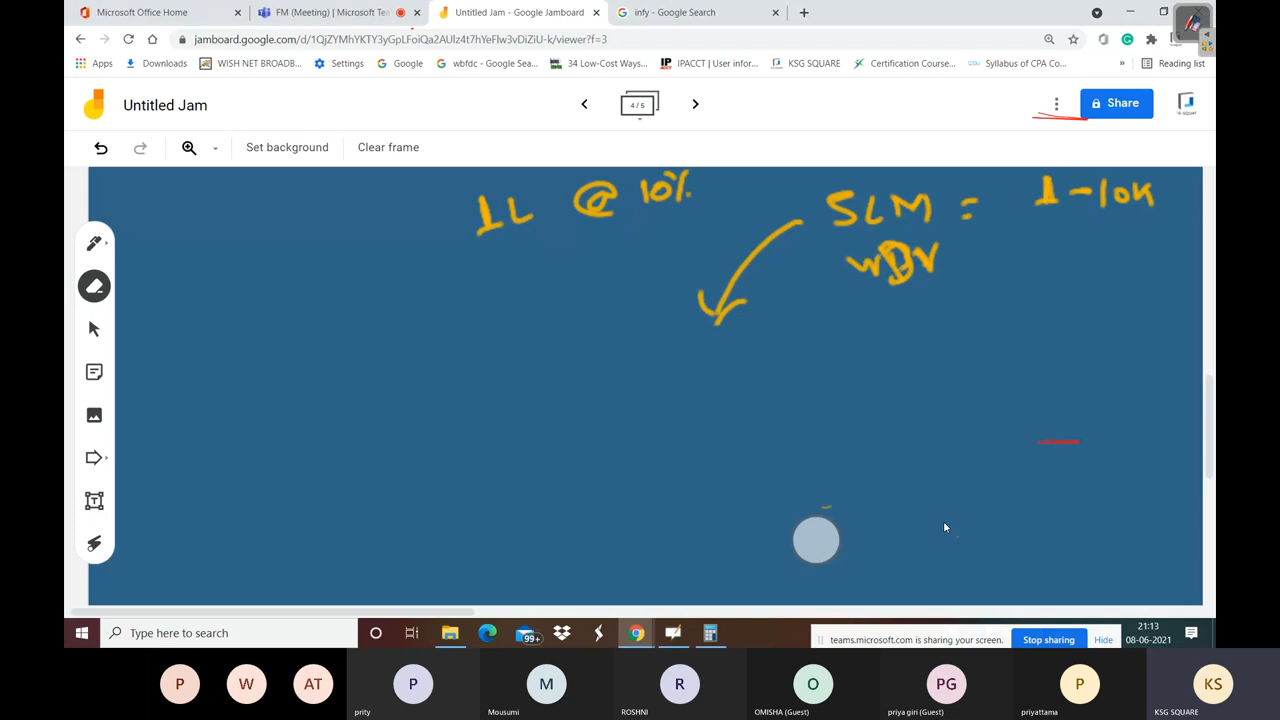 Microsoft Office Home
FM (Meeting) | Microsoft Tea
Untitled Jam - Google Jamboard
infy - Google Search
jamboard.google.com/d/1QjZYMhYKTY3yGpLFoiQa2AUlz4t7hYeFlw3vDiZiU-k/viewer?f=3
Apps
Downloads
WISH NET BROADB...
Settings
Google
wbfdc - Google Sea...
34 Low-Cost Ways...
IPACCT | User infor...
KSG SQUARE
Certification Course...
Syllabus of CPA Co...
»
Reading list
Untitled Jam
4 / 5
Share
Set background
Clear frame
1L @ 10% SLM = 1-10K
WDV
Type here to search
99+
teams.microsoft.com is sharing your screen.
Stop sharing
Hide
21:13
08-06-2021
P
W
AT
P
M
R
O
PG
P
KS
prity
Mousumi
ROSHNI
OMISHA (Guest)
priya giri (Guest)
priyattama
KSG SQUARE